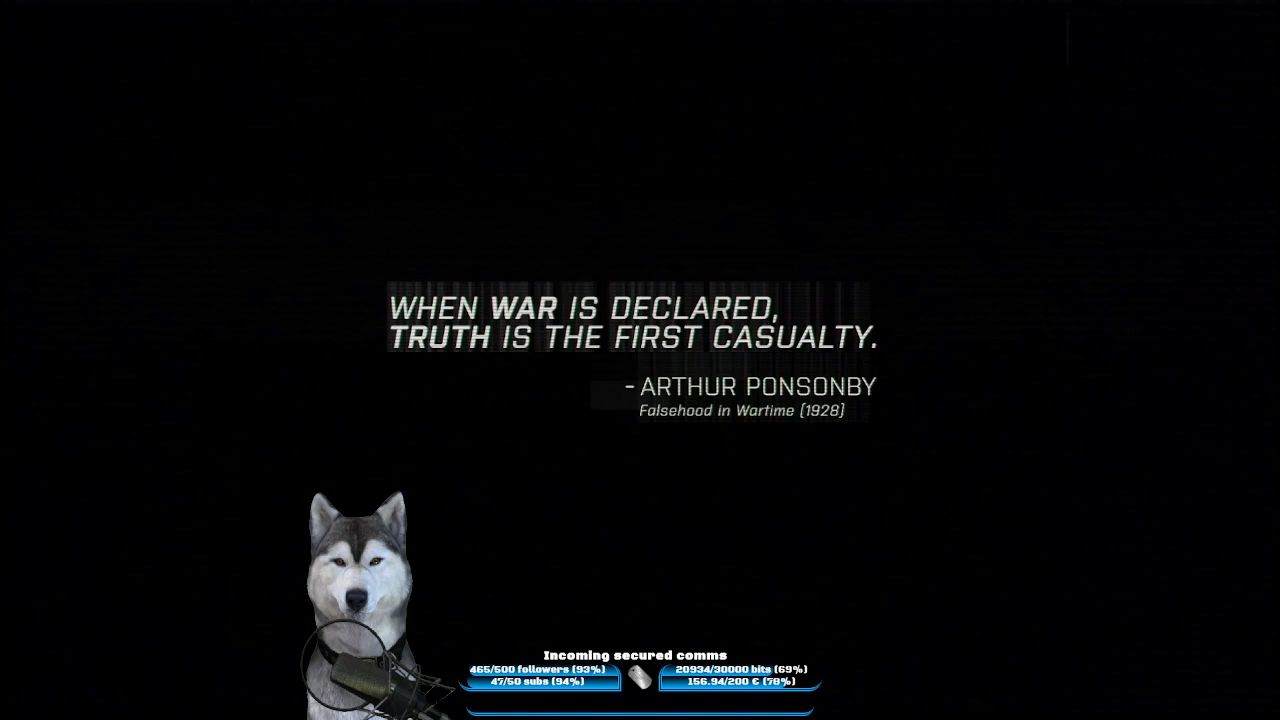 WHEN WAR IS DECLARED,
TRUTH IS THE FIRST CASUALTY.
- ARTHUR PONSONBY
Falsehood in Wartime [1928]
Incoming secured comms
465/500 followers (93%)
20934/30000 bits (69%)
47/50 subs (94%)
156.94/200 € (78%)